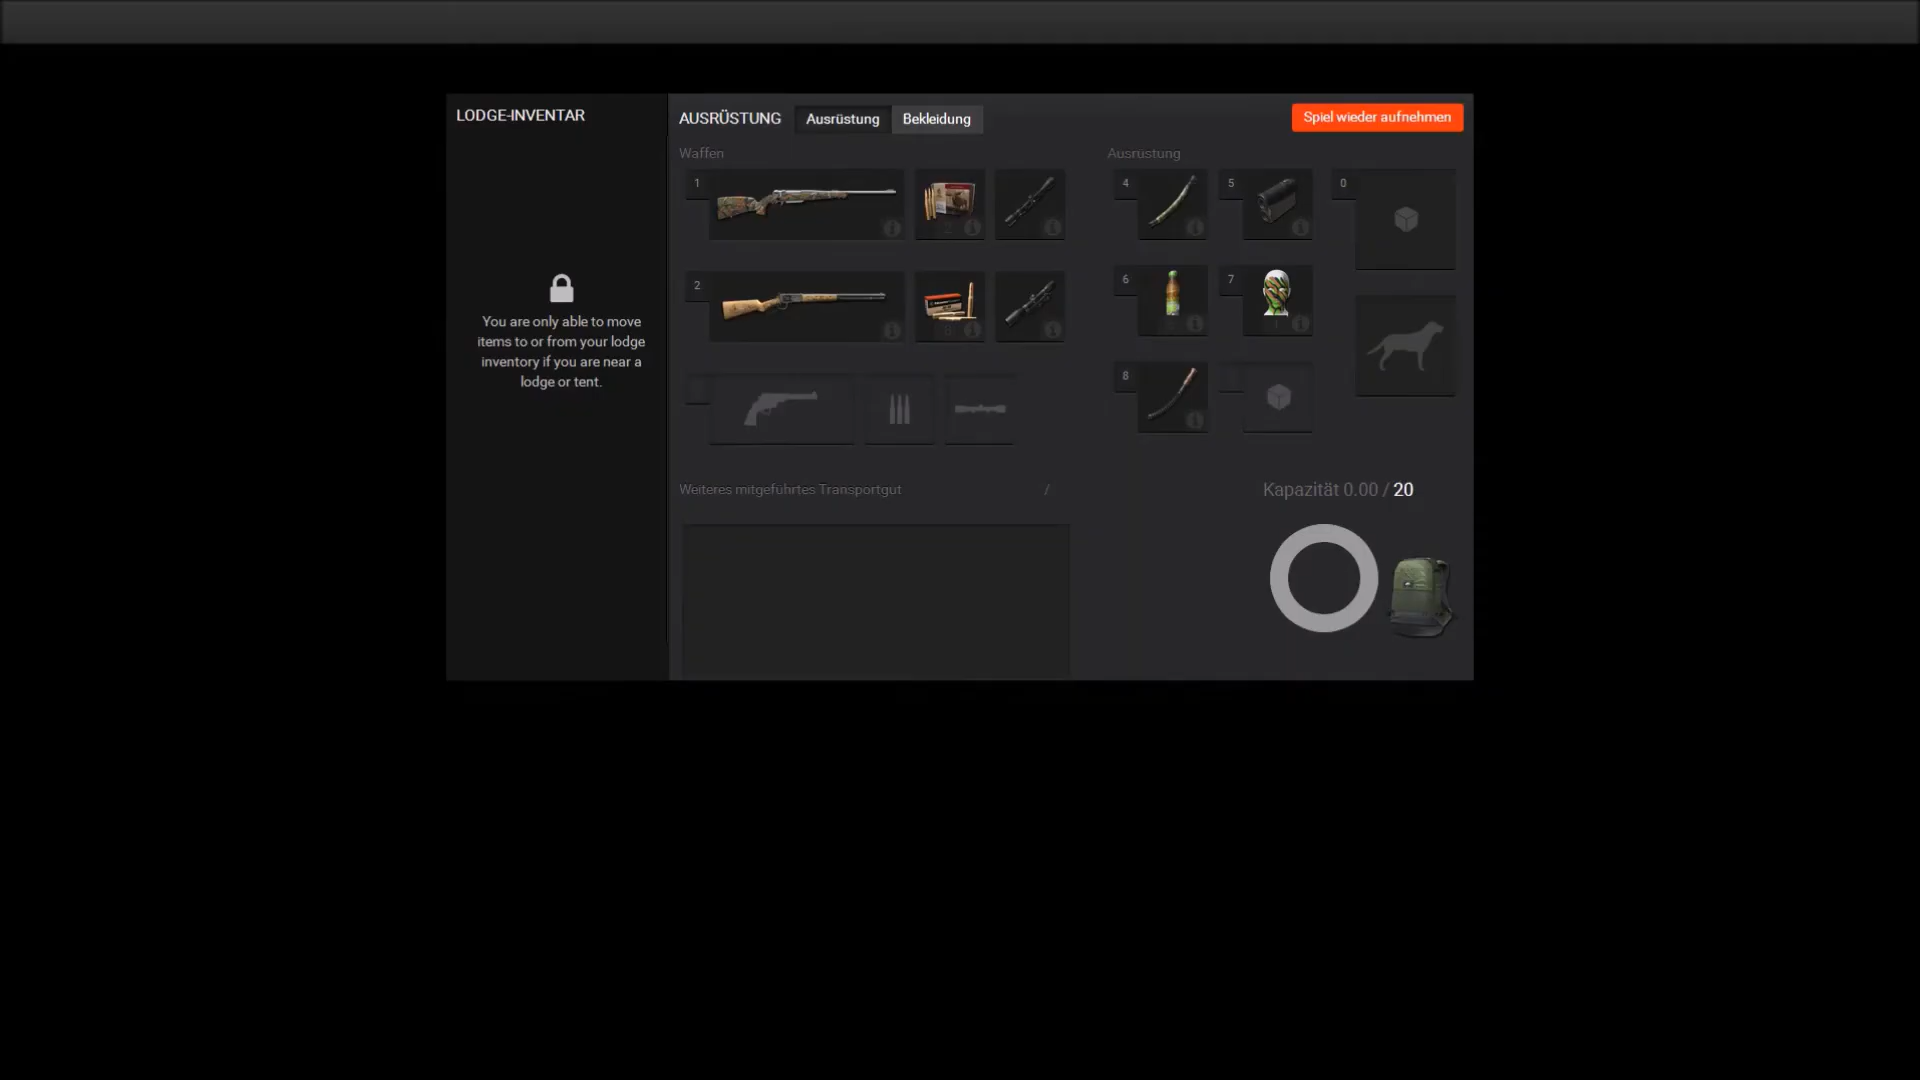 LODGE-INVENTAR
You are only able to move
items to or from your lodge
inventory if you are near a
lodge or tent.
AUSRÜSTUNG
Ausrüstung
Bekleidung
Spiel wieder aufnehmen
Waffen
1
2
Ausrüstung
4
5
0
6
7
8
Weiteres mitgeführtes Transportgut
/
Kapazität 0.00 / 20